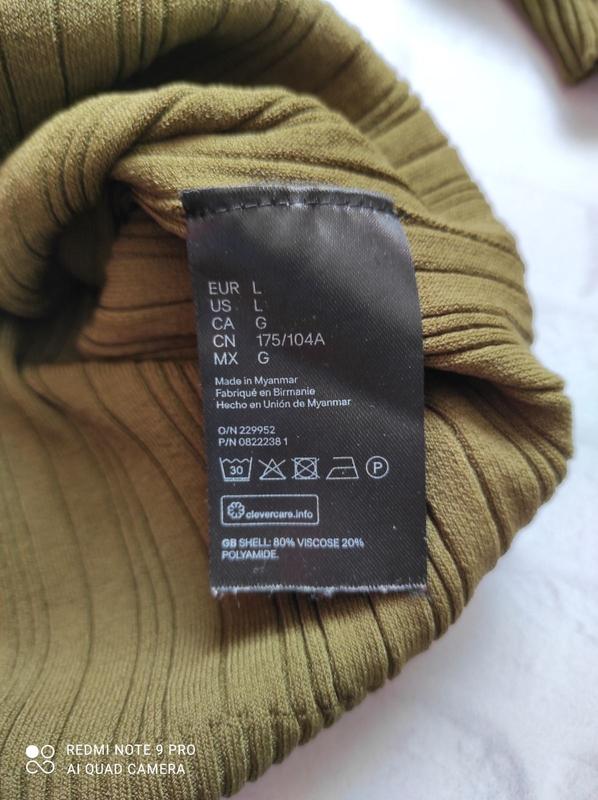 EUR L
US L
CA G
CN 175/104A
MX G
Made in Myanmar
Fabriqué en Birmanie
Hecho en Unión de Myanmar
O/N 229952
P/N 0822238 1
30 P
clevercare.info
GB SHELL: 80% VISCOSE 20%
POLYAMIDE.
REDMI NOTE 9 PRO
AI QUAD CAMERA